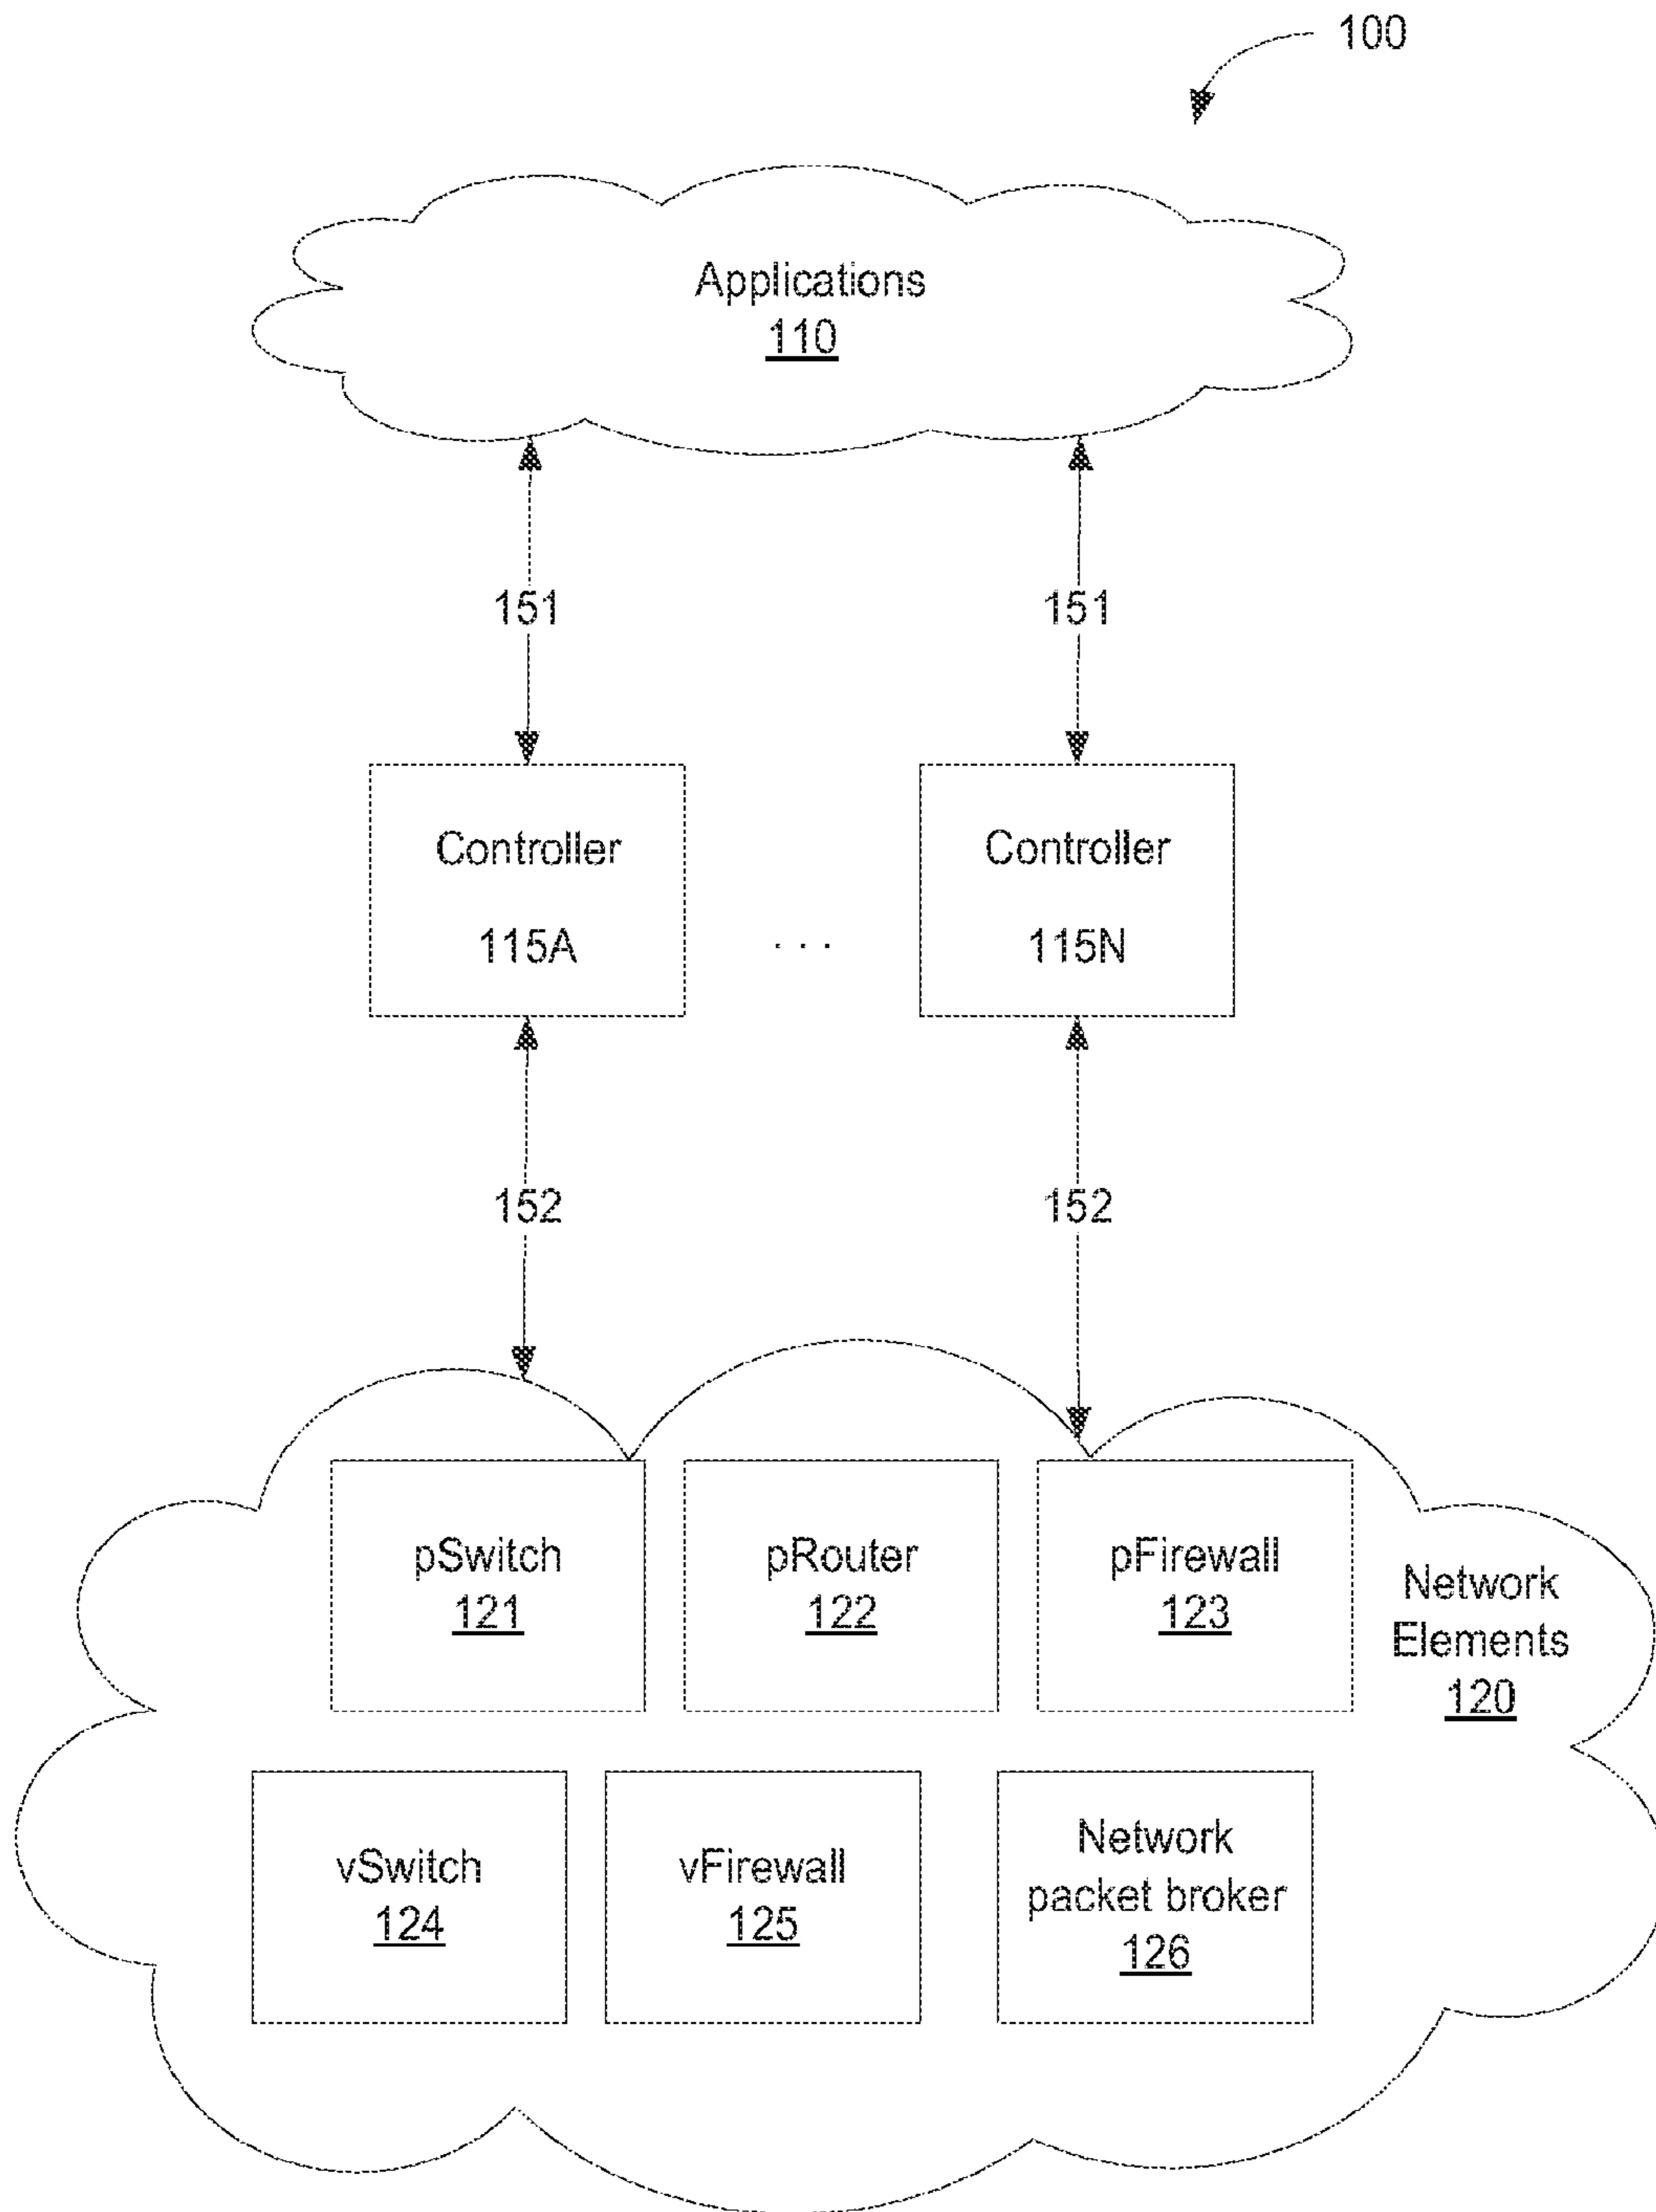 100
Applications
110
151
151
Controller
115A
. . .
Controller
115N
152
152
pSwitch
121
pRouter
122
pFirewall
123
Network
Elements
120
vSwitch
124
vFirewall
125
Network
packet broker
126